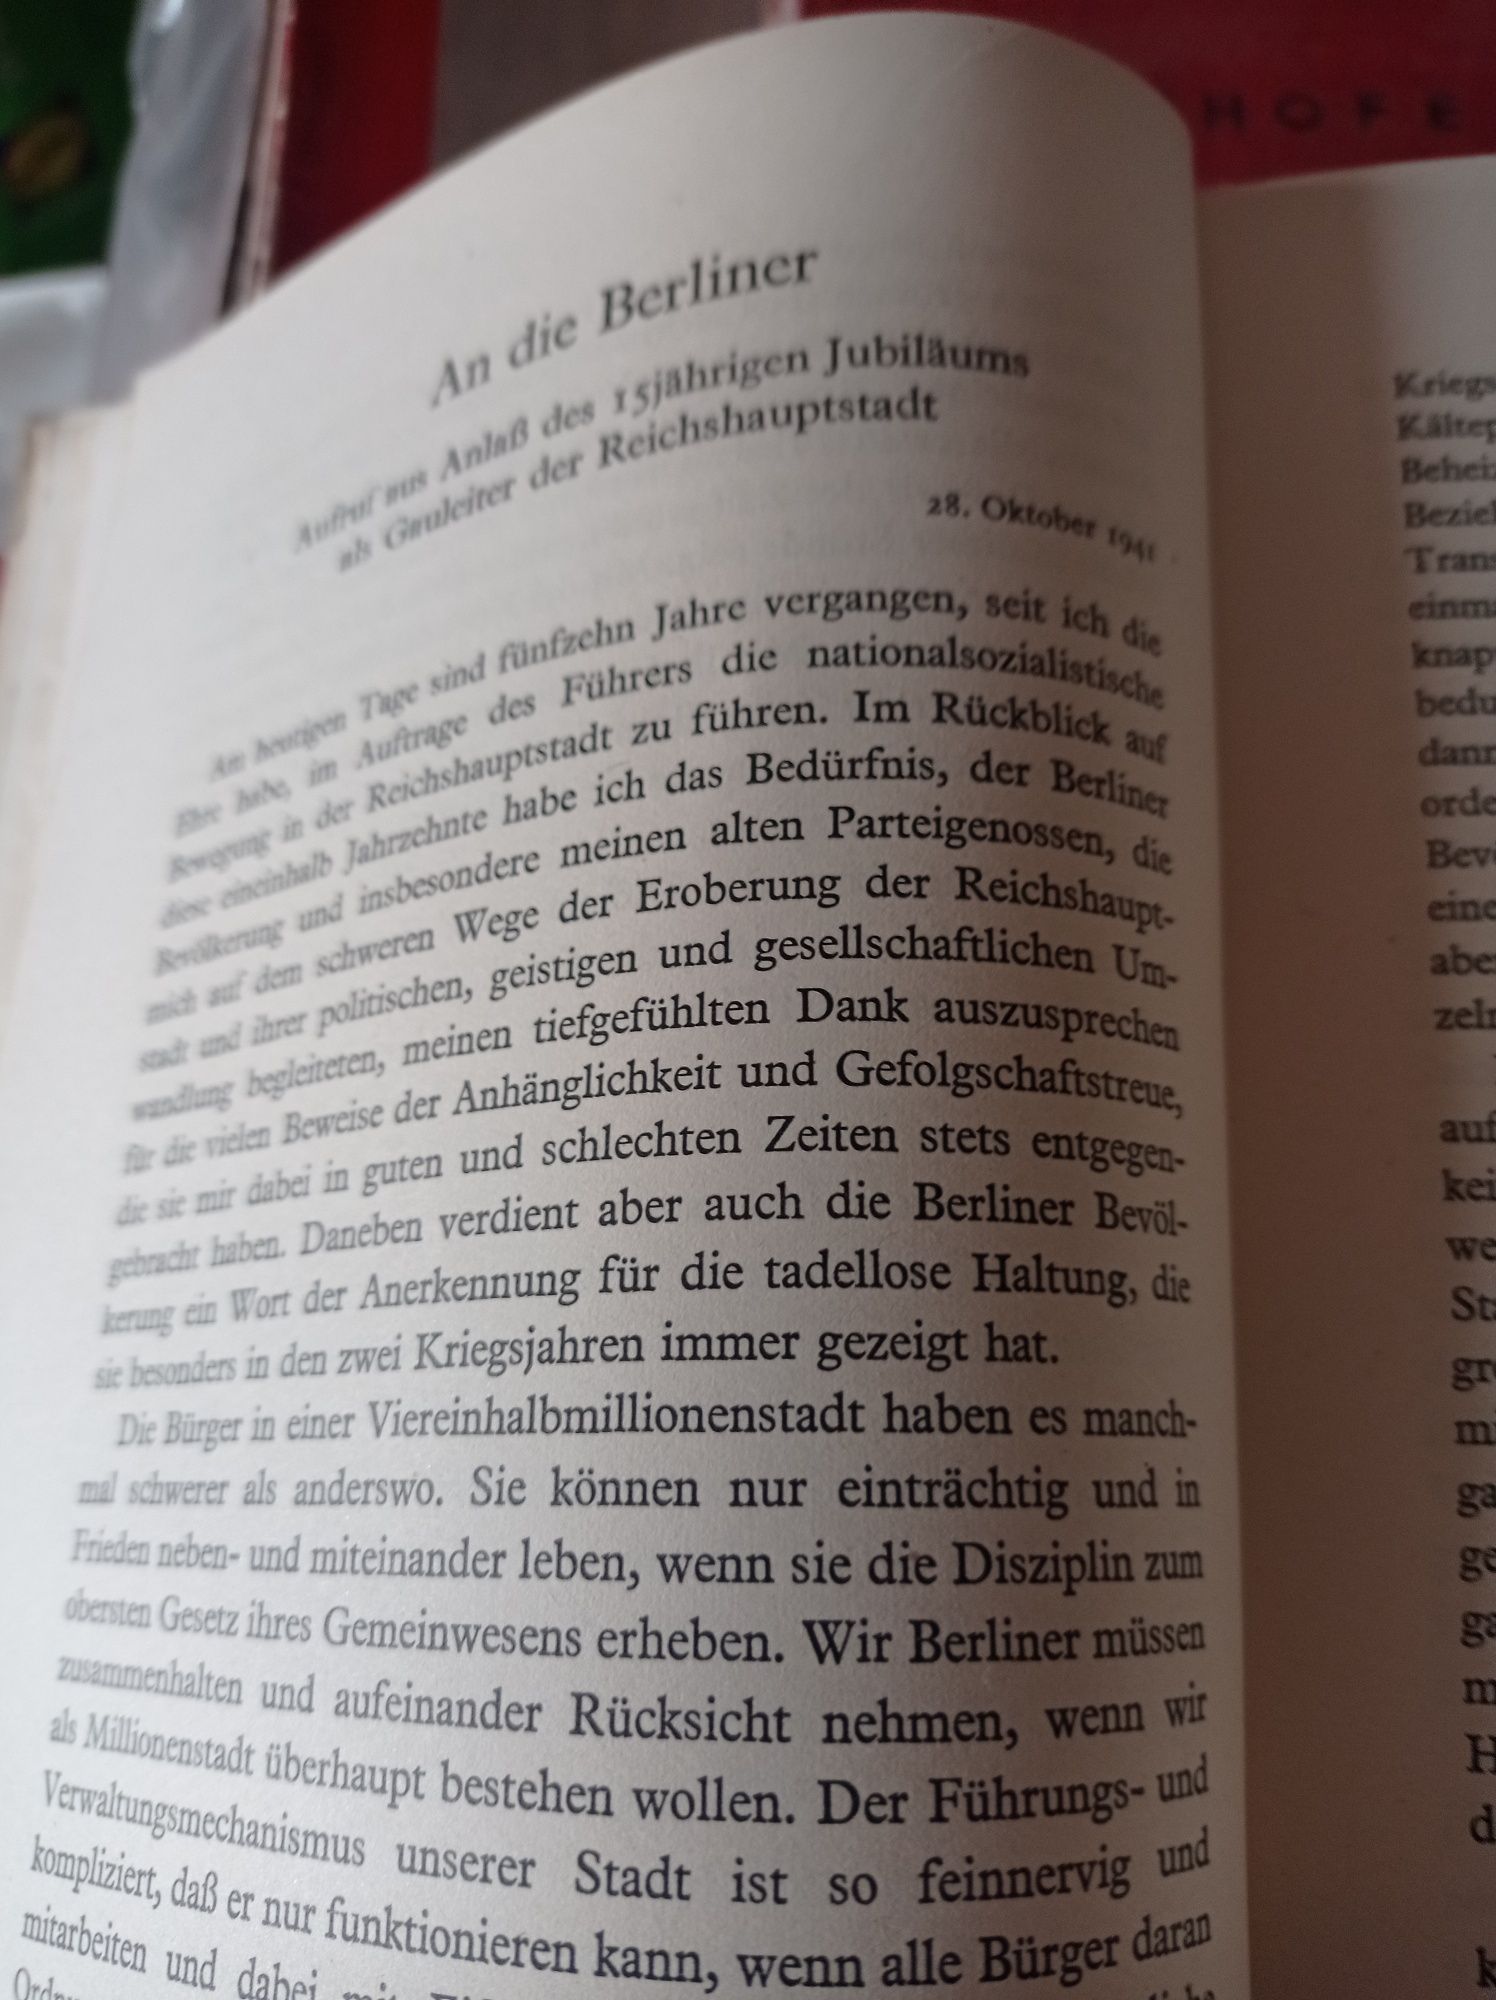 HOFE
An die Berliner
Aufruf aus Anlaß des 15jährigen Jubiläums
als Gauleiter der Reichshauptstadt
28. Oktober 1941
Am heutigen Tage sind fünfzehn Jahre vergangen, seit ich die
Ehre habe, im Auftrage des Führers die nationalsozialistische
Bewegung in der Reichshauptstadt zu führen. Im Rückblick auf
diese eineinhalb Jahrzehnte habe ich das Bedürfnis, der Berliner
Bevölkerung und insbesondere meinen alten Parteigenossen, die
mich auf dem schweren Wege der Eroberung der Reichshaupt-
stadt und ihrer politischen, geistigen und gesellschaftlichen Um-
wandlung begleiteten, meinen tiefgefühlten Dank auszusprechen
für die vielen Beweise der Anhänglichkeit und Gefolgschaftstreue,
die sie mir dabei in guten und schlechten Zeiten stets entgegen-
gebracht haben. Daneben verdient aber auch die Berliner Bevöl-
kerung ein Wort der Anerkennung für die tadellose Haltung, die
sie besonders in den zwei Kriegsjahren immer gezeigt hat.
Die Bürger in einer Viereinhalbmillionenstadt haben es manch-
mal schwerer als anderswo. Sie können nur einträchtig und in
Frieden neben- und miteinander leben, wenn sie die Disziplin zum
obersten Gesetz ihres Gemeinwesens erheben. Wir Berliner müssen
zusammenhalten und aufeinander Rücksicht nehmen, wenn wir
als Millionenstadt überhaupt bestehen wollen. Der Führungs- und
Verwaltungsmechanismus unserer Stadt ist so feinnervig und
kompliziert, daß er nur funktionieren kann, wenn alle Bürger daran
mitarbeiten und dabei
Kriegs
Kältep
Behei
Bezie
Trans
einm
knap
bedu
dann
orde
Bev
eine
abe
zeln
auf
kei
we
St
gr
m
ga
ge
ga
m
H
d
k